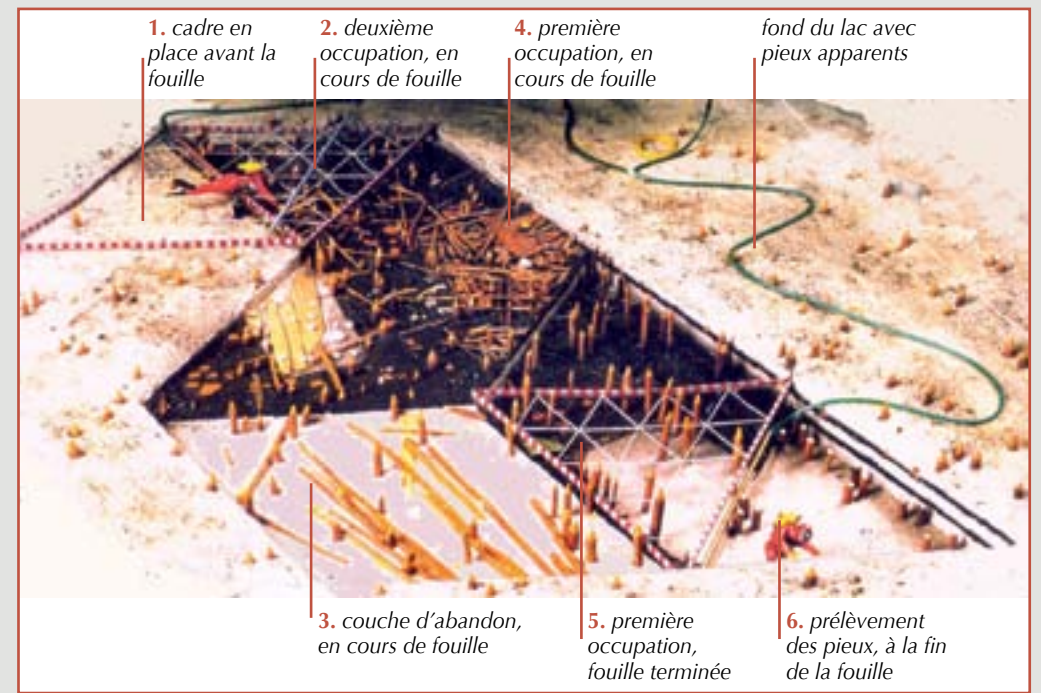 1. cadre en
place avant la
fouille
2. deuxième
occupation, en
cours de fouille
4. première
occupation, en
cours de fouille
fond du lac avec
pieux apparents
3. couche d'abandon,
en cours de fouille
5. première
occupation,
fouille terminée
6. prélèvement
des pieux, à la fin
de la fouille